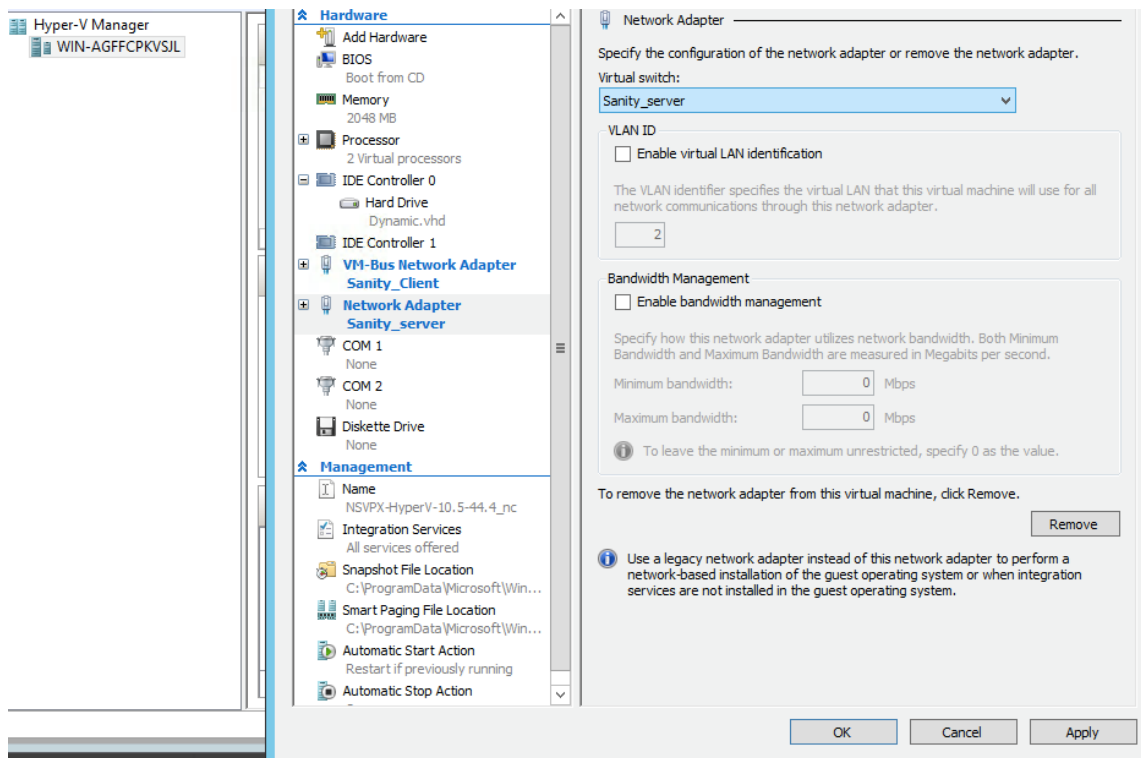 Hyper-V Manager
WIN-AGFFCPKVSJL
Hardware
Add Hardware
BIOS
Boot from CD
Memory
2048 MB
Processor
2 Virtual processors
IDE Controller 0
Hard Drive
Dynamic.vhd
IDE Controller 1
VM-Bus Network Adapter
Sanity_Client
Network Adapter
Sanity_server
COM 1
None
COM 2
None
Diskette Drive
None
Management
Name
NSVPX-HyperV-10.5-44.4_nc
Integration Services
All services offered
Snapshot File Location
C:\ProgramData\Microsoft\Win...
Smart Paging File Location
C:\ProgramData\Microsoft\Win...
Automatic Start Action
Restart if previously running
Automatic Stop Action
Network Adapter
Specify the configuration of the network adapter or remove the network adapter.
Virtual switch:
Sanity_server
VLAN ID
Enable virtual LAN identification
The VLAN identifier specifies the virtual LAN that this virtual machine will use for all
network communications through this network adapter.
2
Bandwidth Management
Enable bandwidth management
Specify how this network adapter utilizes network bandwidth. Both Minimum
Bandwidth and Maximum Bandwidth are measured in Megabits per second.
Minimum bandwidth: 0 Mbps
Maximum bandwidth: 0 Mbps
To leave the minimum or maximum unrestricted, specify 0 as the value.
To remove the network adapter from this virtual machine, click Remove.
Remove
Use a legacy network adapter instead of this network adapter to perform a
network-based installation of the guest operating system or when integration
services are not installed in the guest operating system.
OK Cancel Apply